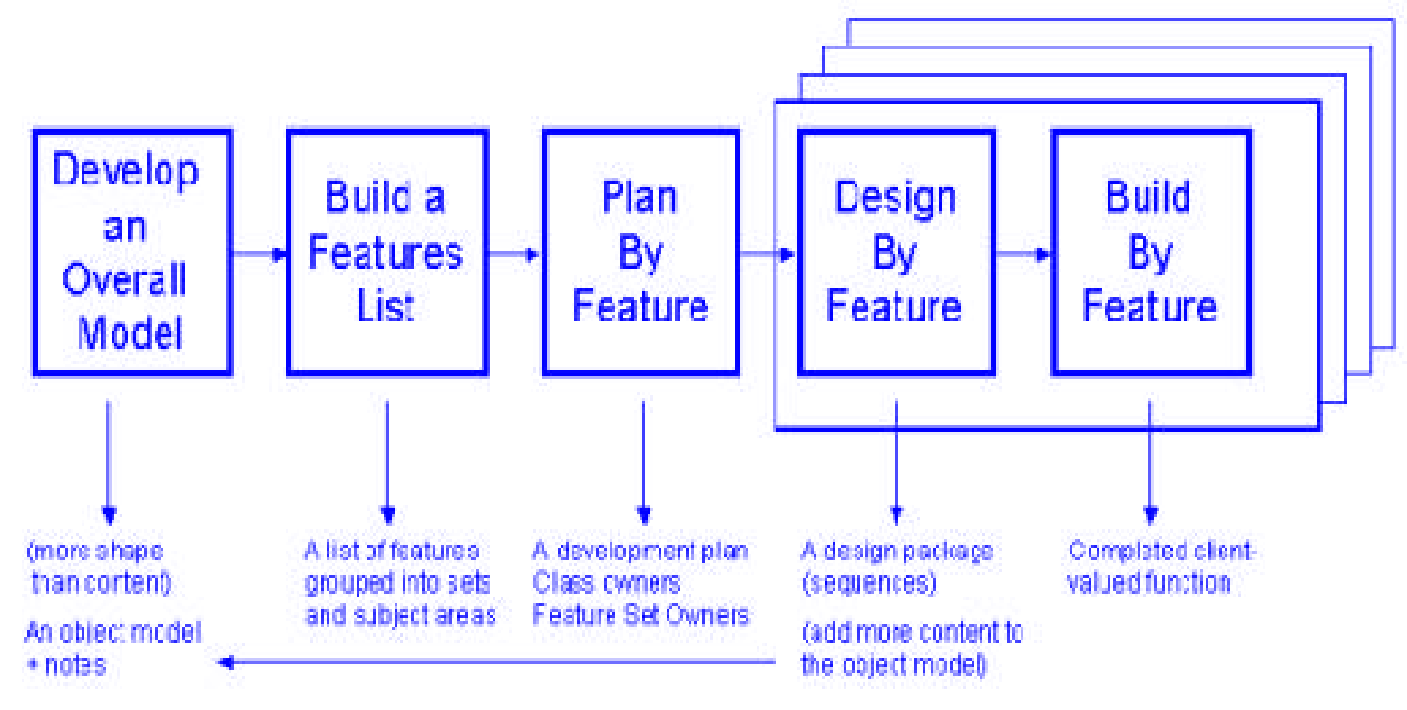 Develop
an
Overall
Model
Build a
Features
List
Plan
By
Feature
Design
By
Feature
Build
By
Feature
(more shape
than content)
An object model
+ notes
A list of features
grouped into sets
and subject areas
A development plan
Class owners
Feature Set Owners
A design package
(sequences)
(add more content to
the object model)
Completed client-
valued function